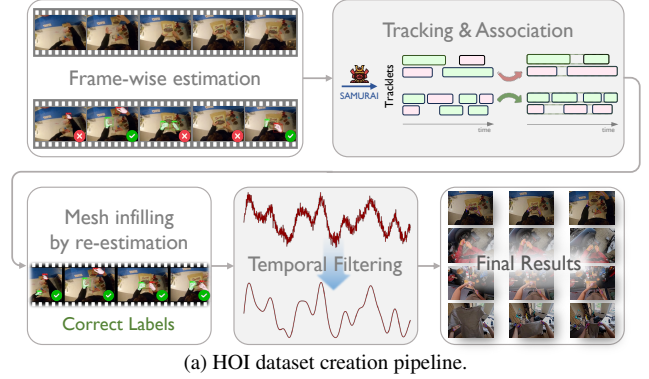 Frame-wise estimation
Tracking & Association
SAMURAI
Tracklets
time
time
Mesh infilling
by re-estimation
Correct Labels
Temporal Filtering
Final Results
(a) HOI dataset creation pipeline.